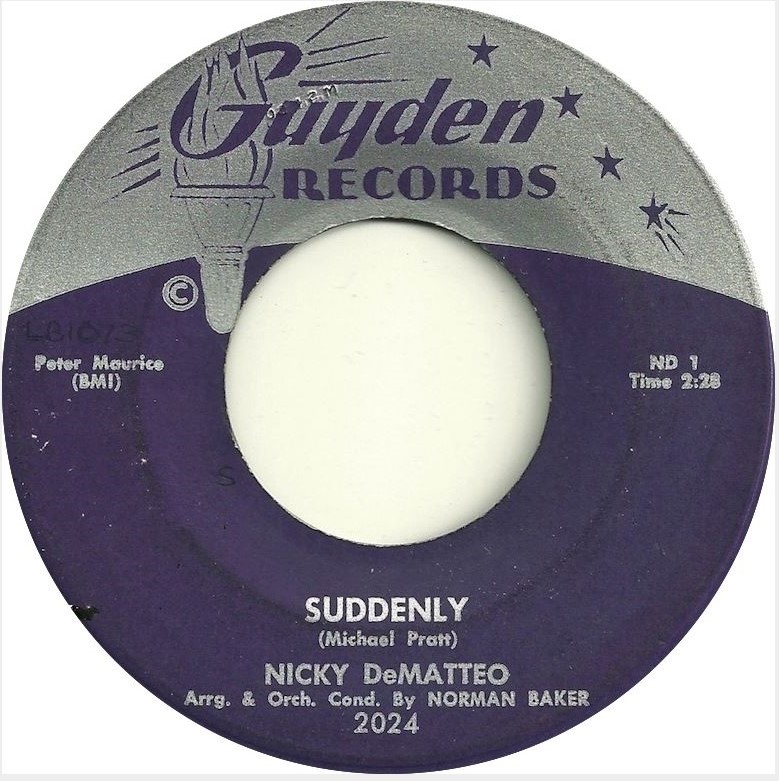 Guyden
RECORDS
©
LB1073
Peter Maurice
(BMI)
ND 1
Time 2:28
S
SUDDENLY
(Michael Pratt)
NICKY DeMATTEO
Arrg. & Orch. Cond. By NORMAN BAKER
2024